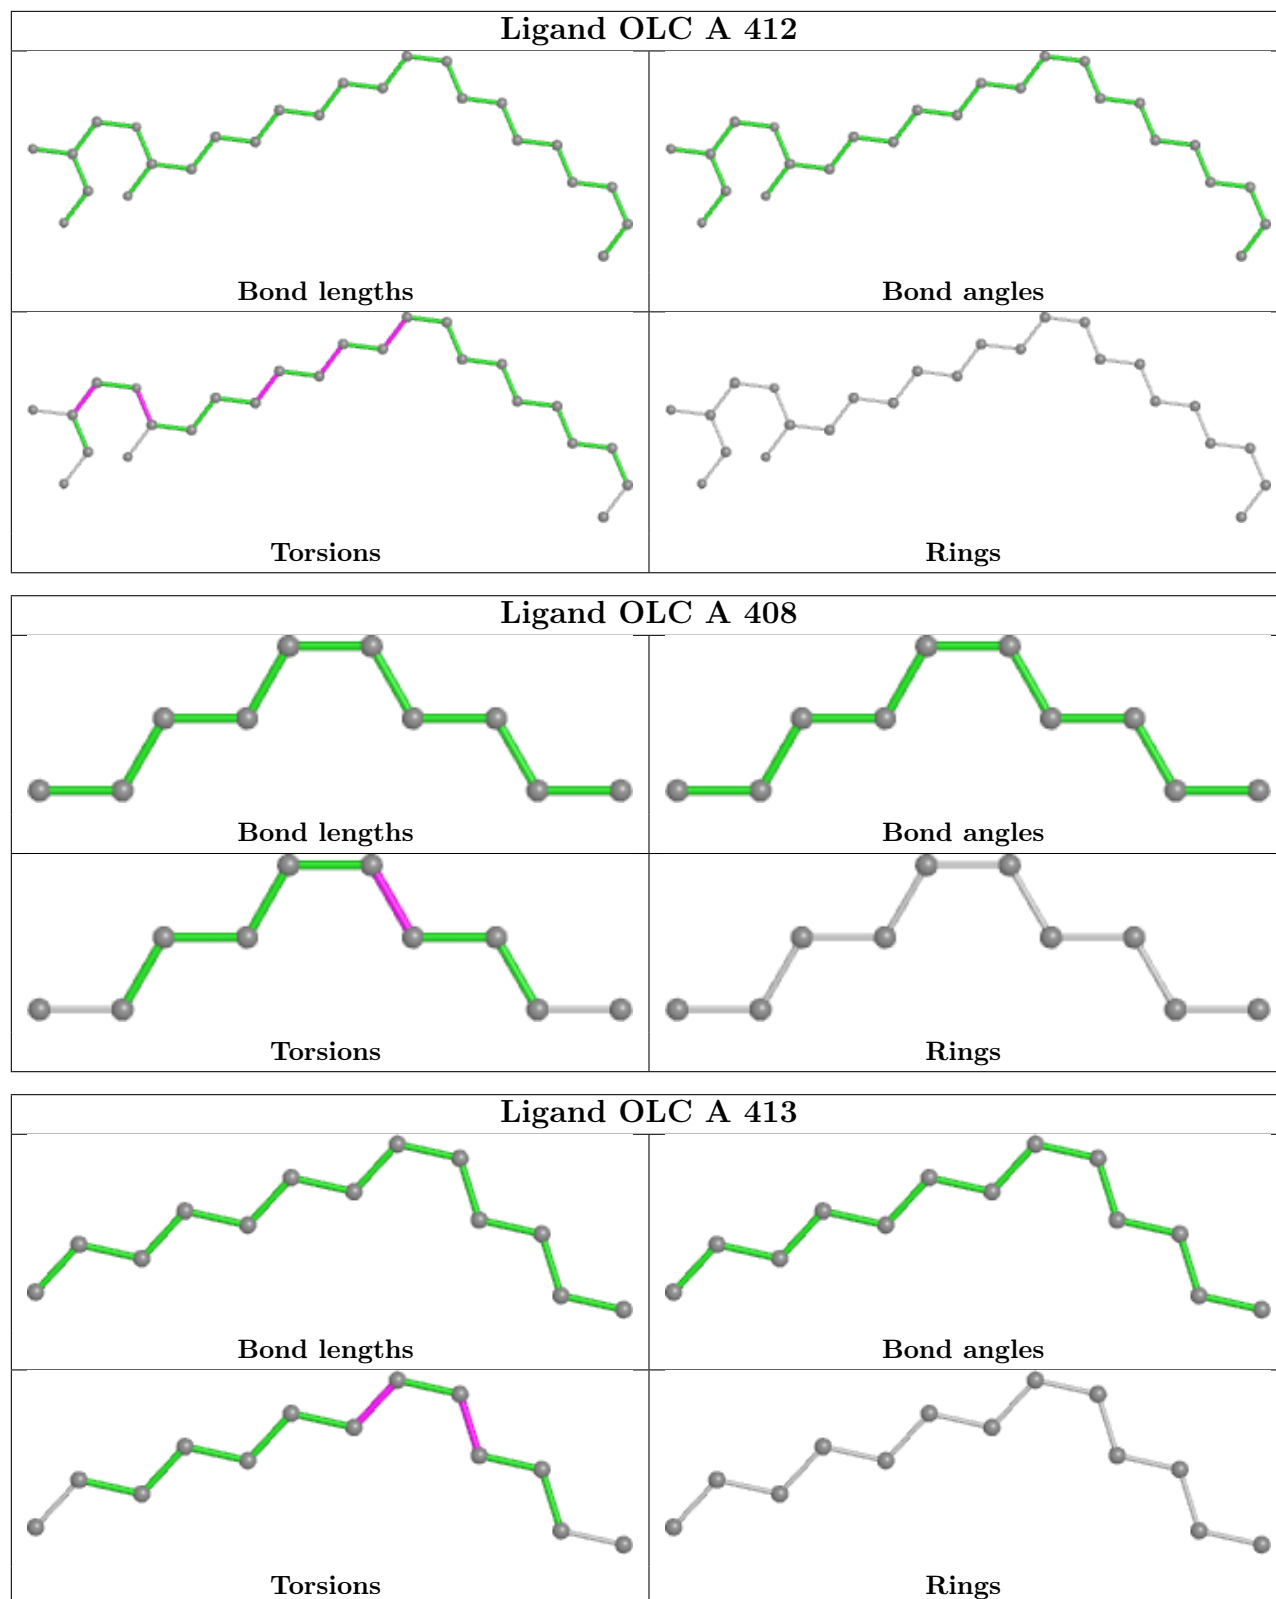 Ligand OLC A 412
Bond lengths
Bond angles
Torsions
Rings
Ligand OLC A 408
Bond lengths
Bond angles
Torsions
Rings
Ligand OLC A 413
Bond lengths
Bond angles
Torsions
Rings